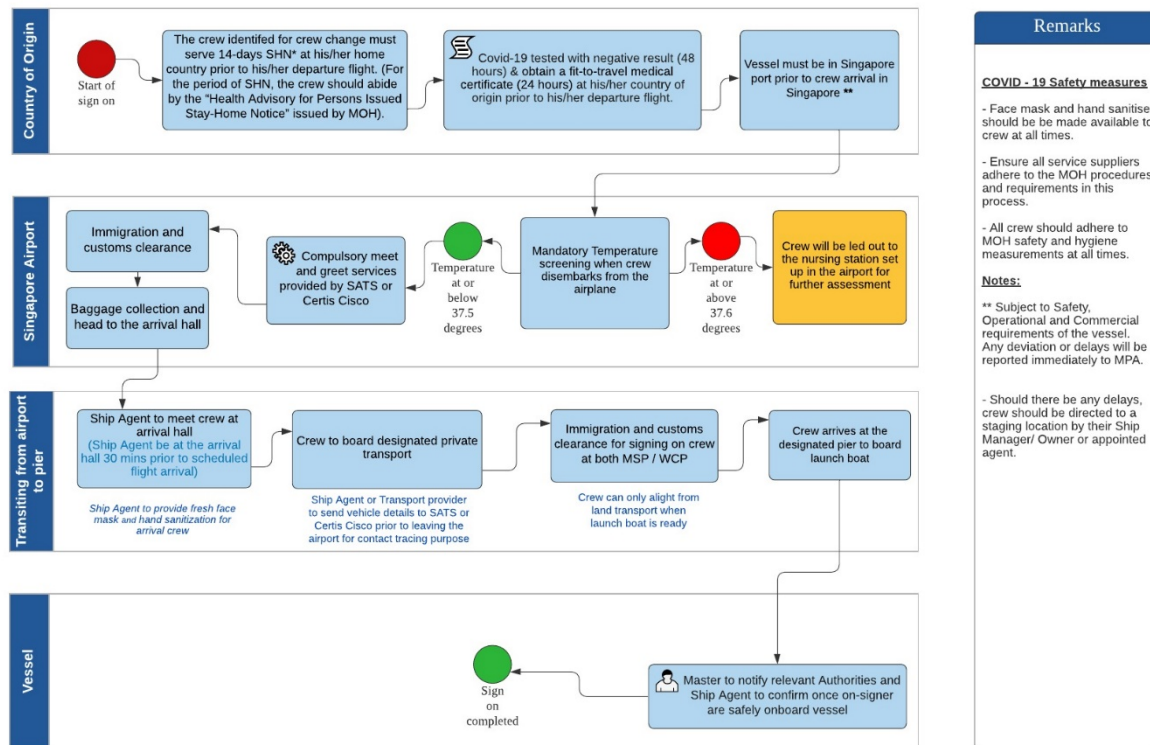 Country of Origin
Start of
sign on
The crew identifed for crew change must
serve 14-days SHN* at his/her home
country prior to his/her departure flight. (For
the period of SHN, the crew should abide
by the “Health Advisory for Persons Issued
Stay-Home Notice” issued by MOH).
Covid-19 tested with negative result (48
hours) & obtain a fit-to-travel medical
certificate (24 hours) at his/her country of
origin prior to his/her departure flight.
Vessel must be in Singapore
port prior to crew arrival in
Singapore **
Singapore Airport
Immigration and
customs clearance
Baggage collection and
head to the arrival hall
Compulsory meet
and greet services
provided by SATS or
Certis Cisco
Temperature
at or
below
37.5
degrees
Mandatory Temperature
screening when crew
disembarks from the
airplane
Temperature
at or
above
37.6
degrees
Crew will be led out to
the nursing station set
up in the airport for
further assessment
Transiting from airport
to pier
Ship Agent to meet crew at
arrival hall
(Ship Agent be at the arrival
hall 30 mins prior to scheduled
flight arrival)
Ship Agent to provide fresh face
mask and hand sanitization for
arrival crew
Crew to board designated private
transport
Ship Agent or Transport provider
to send vehicle details to SATS or
Certis Cisco prior to leaving the
airport for contact tracing purpose
Immigration and customs
clearance for signing on crew
at both MSP / WCP
Crew can only alight from
land transport when
launch boat is ready
Crew arrives at the
designated pier to board
launch boat
Vessel
Sign
on
completed
Master to notify relevant Authorities and
Ship Agent to confirm once on-signer
are safely onboard vessel
Remarks
COVID - 19 Safety measures
- Face mask and hand sanitise
should be be made available to
crew at all times.
- Ensure all service suppliers
adhere to the MOH procedures
and requirements in this
process.
- All crew should adhere to
MOH safety and hygiene
measurements at all times.
Notes:
** Subject to Safety,
Operational and Commercial
requirements of the vessel.
Any deviation or delays will be
reported immediately to MPA.
- Should there be any delays,
crew should be directed to a
staging location by their Ship
Manager/ Owner or appointed
agent.